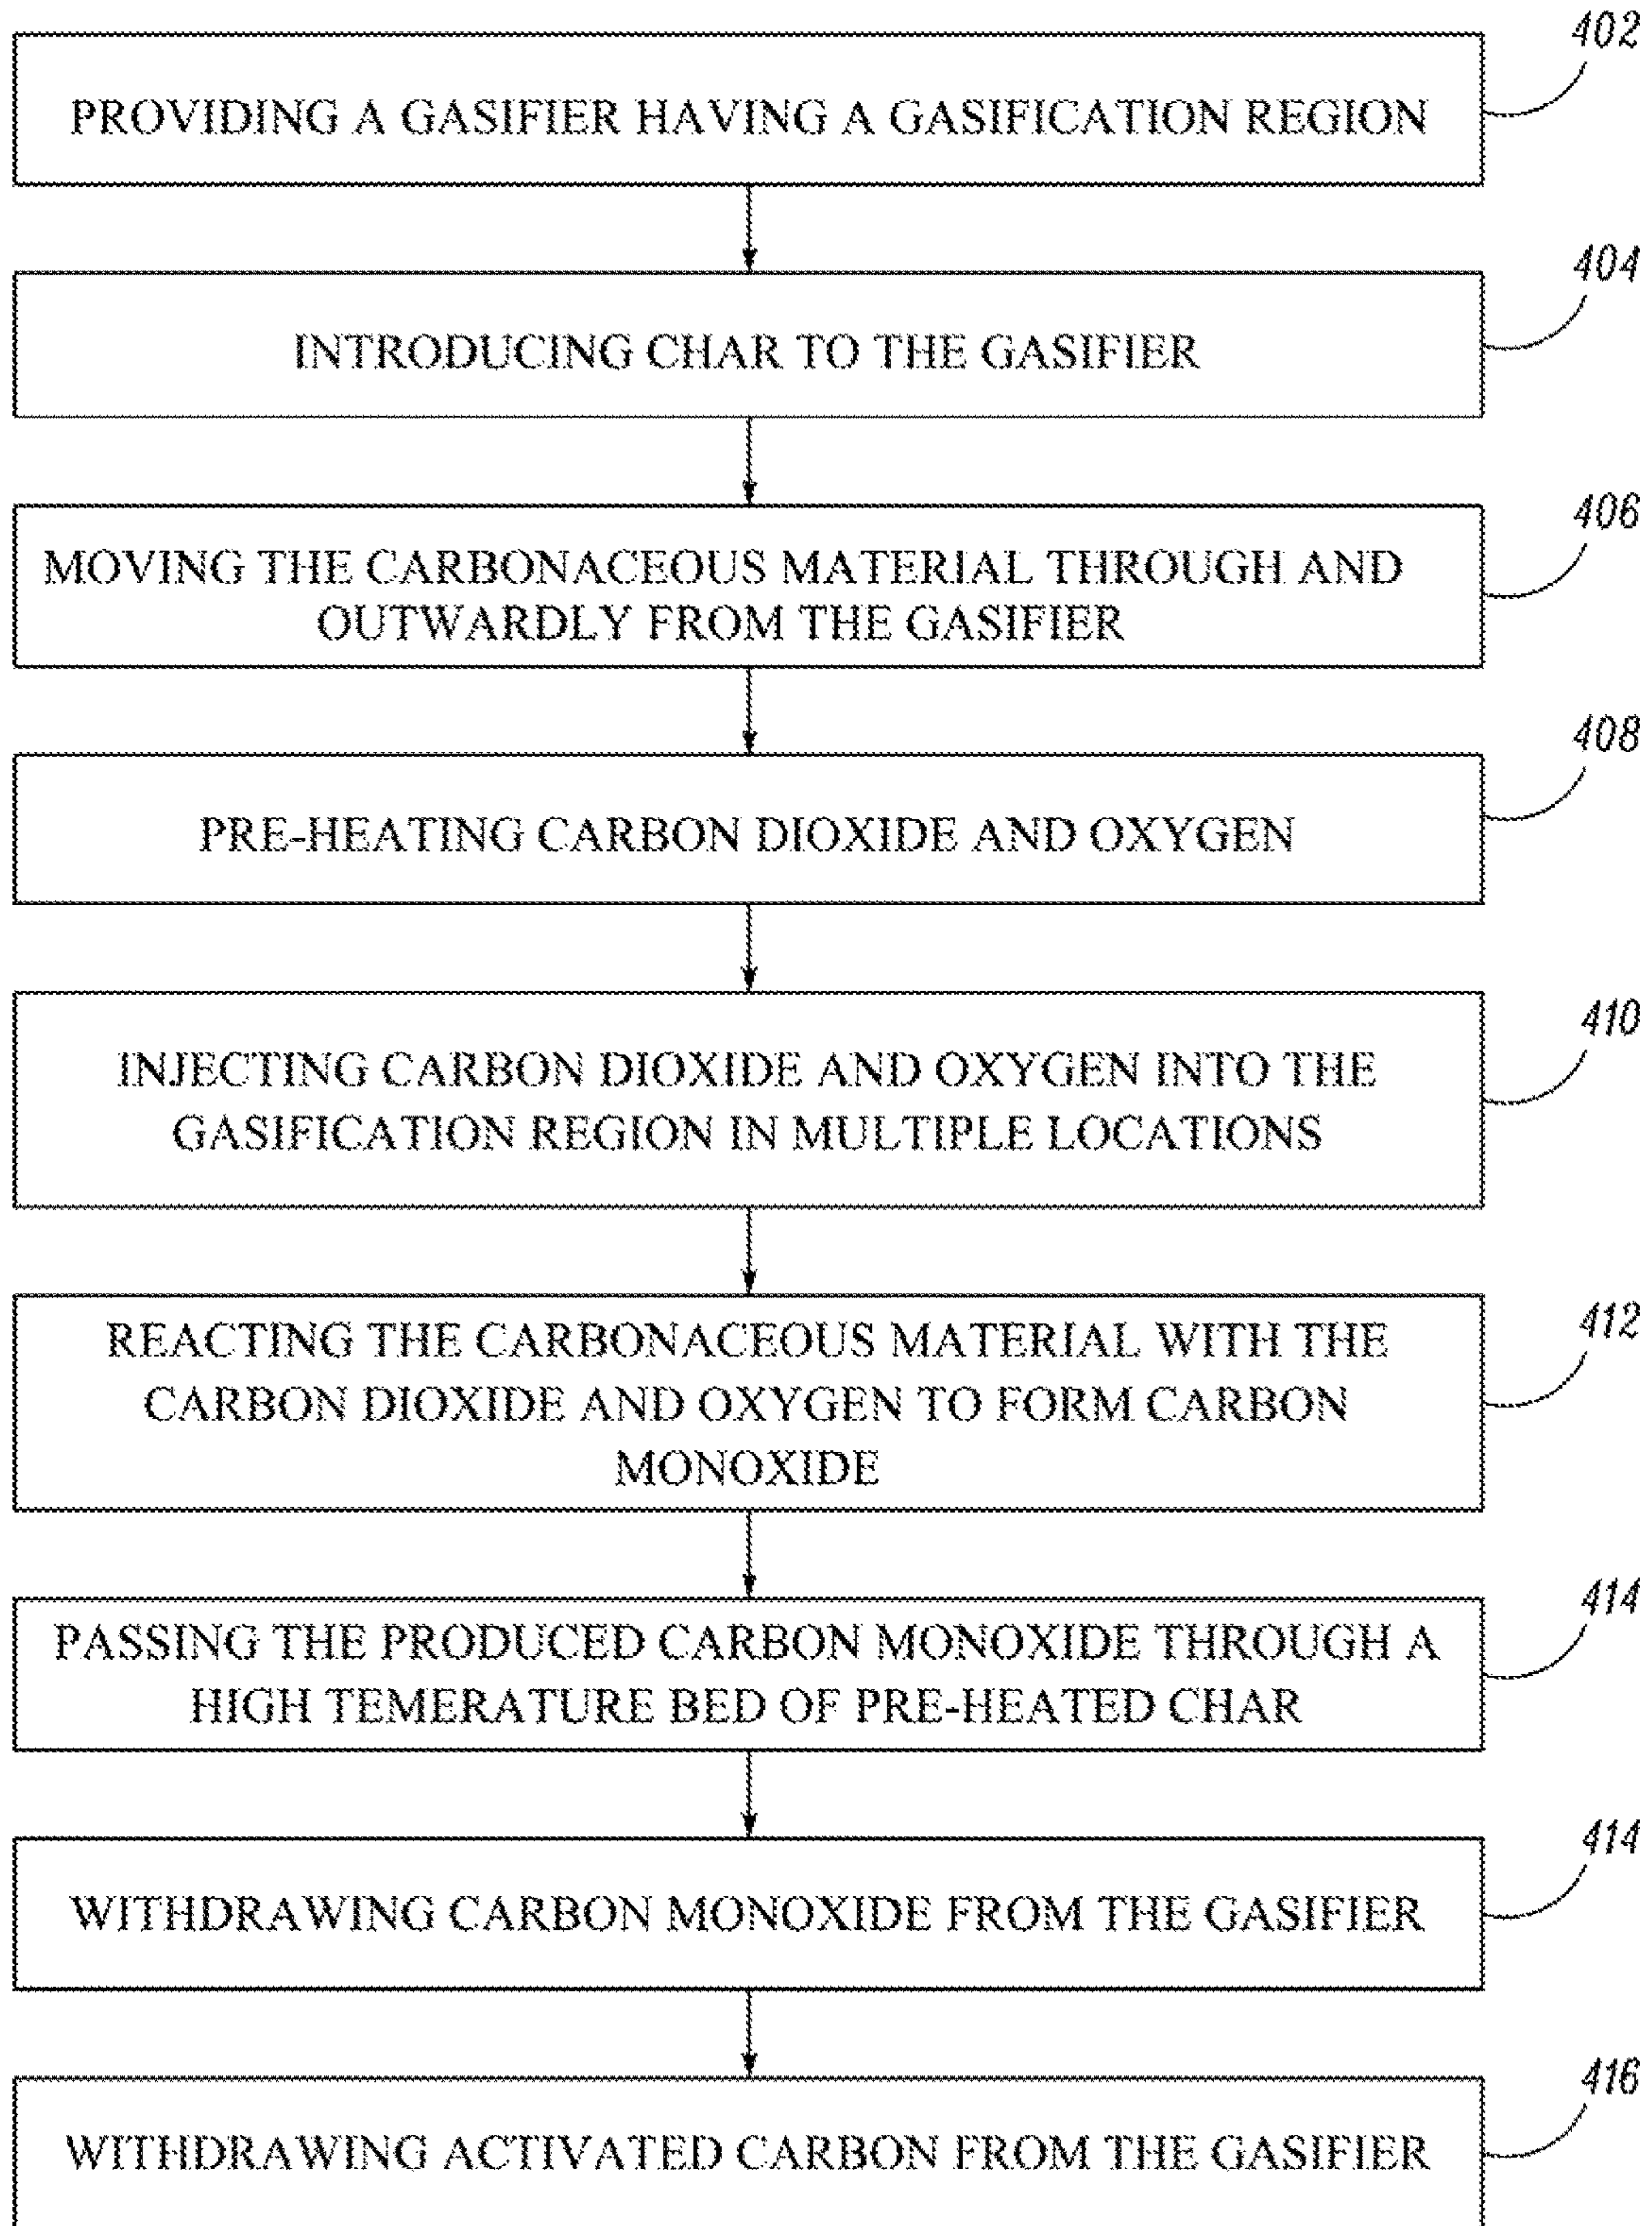 402
PROVIDING A GASIFIER HAVING A GASIFICATION REGION
404
INTRODUCING CHAR TO THE GASIFIER
406
MOVING THE CARBONACEOUS MATERIAL THROUGH AND
OUTWARDLY FROM THE GASIFIER
408
PRE-HEATING CARBON DIOXIDE AND OXYGEN
410
INJECTING CARBON DIOXIDE AND OXYGEN INTO THE
GASIFICATION REGION IN MULTIPLE LOCATIONS
412
REACTING THE CARBONACEOUS MATERIAL WITH THE
CARBON DIOXIDE AND OXYGEN TO FORM CARBON
MONOXIDE
414
PASSING THE PRODUCED CARBON MONOXIDE THROUGH A
HIGH TEMERATURE BED OF PRE-HEATED CHAR
414
WITHDRAWING CARBON MONOXIDE FROM THE GASIFIER
416
WITHDRAWING ACTIVATED CARBON FROM THE GASIFIER